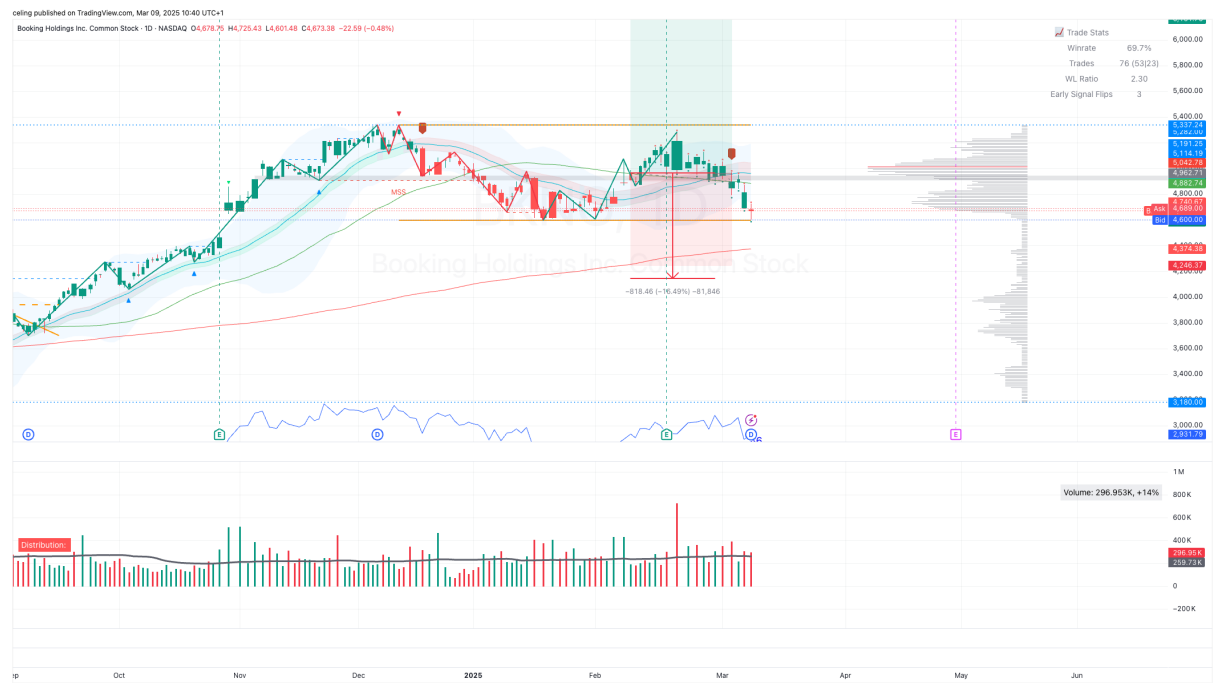 celing published on TradingView.com, Mar 09, 2025 10:40 UTC+1
Booking Holdings Inc. Common Stock · 1D · NASDAQ O4,678.75 H4,725.43 L4,601.48 C4,673.38 −22.59 (−0.48%)
Trade Stats
Winrate 69.7%
Trades 76 (53|23)
WL Ratio 2.30
Early Signal Flips 3
6,000.00
5,800.00
5,600.00
5,400.00
5,337.24
5,282.00
5,191.25
5,114.19
5,042.78
4,962.71
4,882.74
4,800.00
4,740.67
Ask 4,689.00
Bid 4,600.00
4,374.38
4,246.37
4,200.00
4,000.00
3,800.00
3,600.00
3,400.00
3,180.00
3,000.00
2,931.79
MSS
Booking Holdings Inc. Common Stock
−818.46 (−16.49%) −81,846
D
E
D
E
D
E
1M
Volume: 296.953K, +14%
800K
600K
400K
Distribution:
296.95K
259.73K
0
−200K
Oct
Nov
Dec
2025
Feb
Mar
Apr
May
Jun